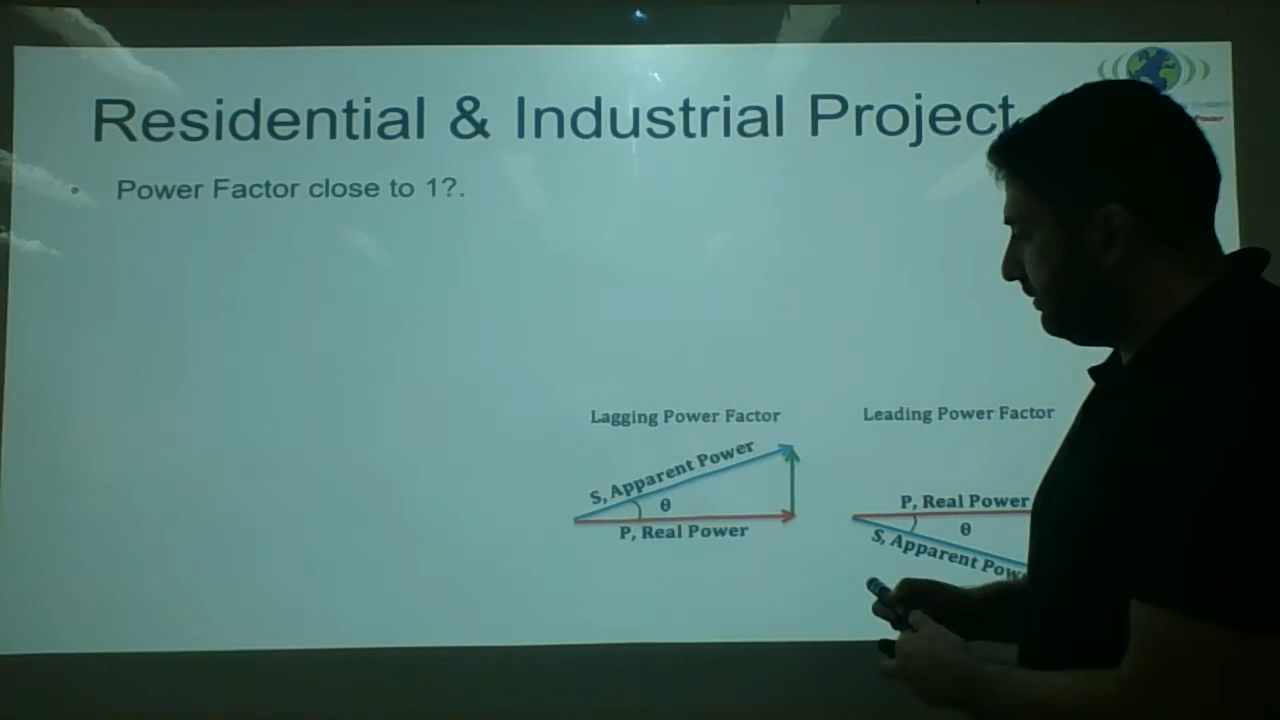 Residential & Industrial Project
• Power Factor close to 1?.
Lagging Power Factor
S, Apparent Power
θ
P, Real Power
Leading Power Factor
P, Real Power
θ
S, Apparent